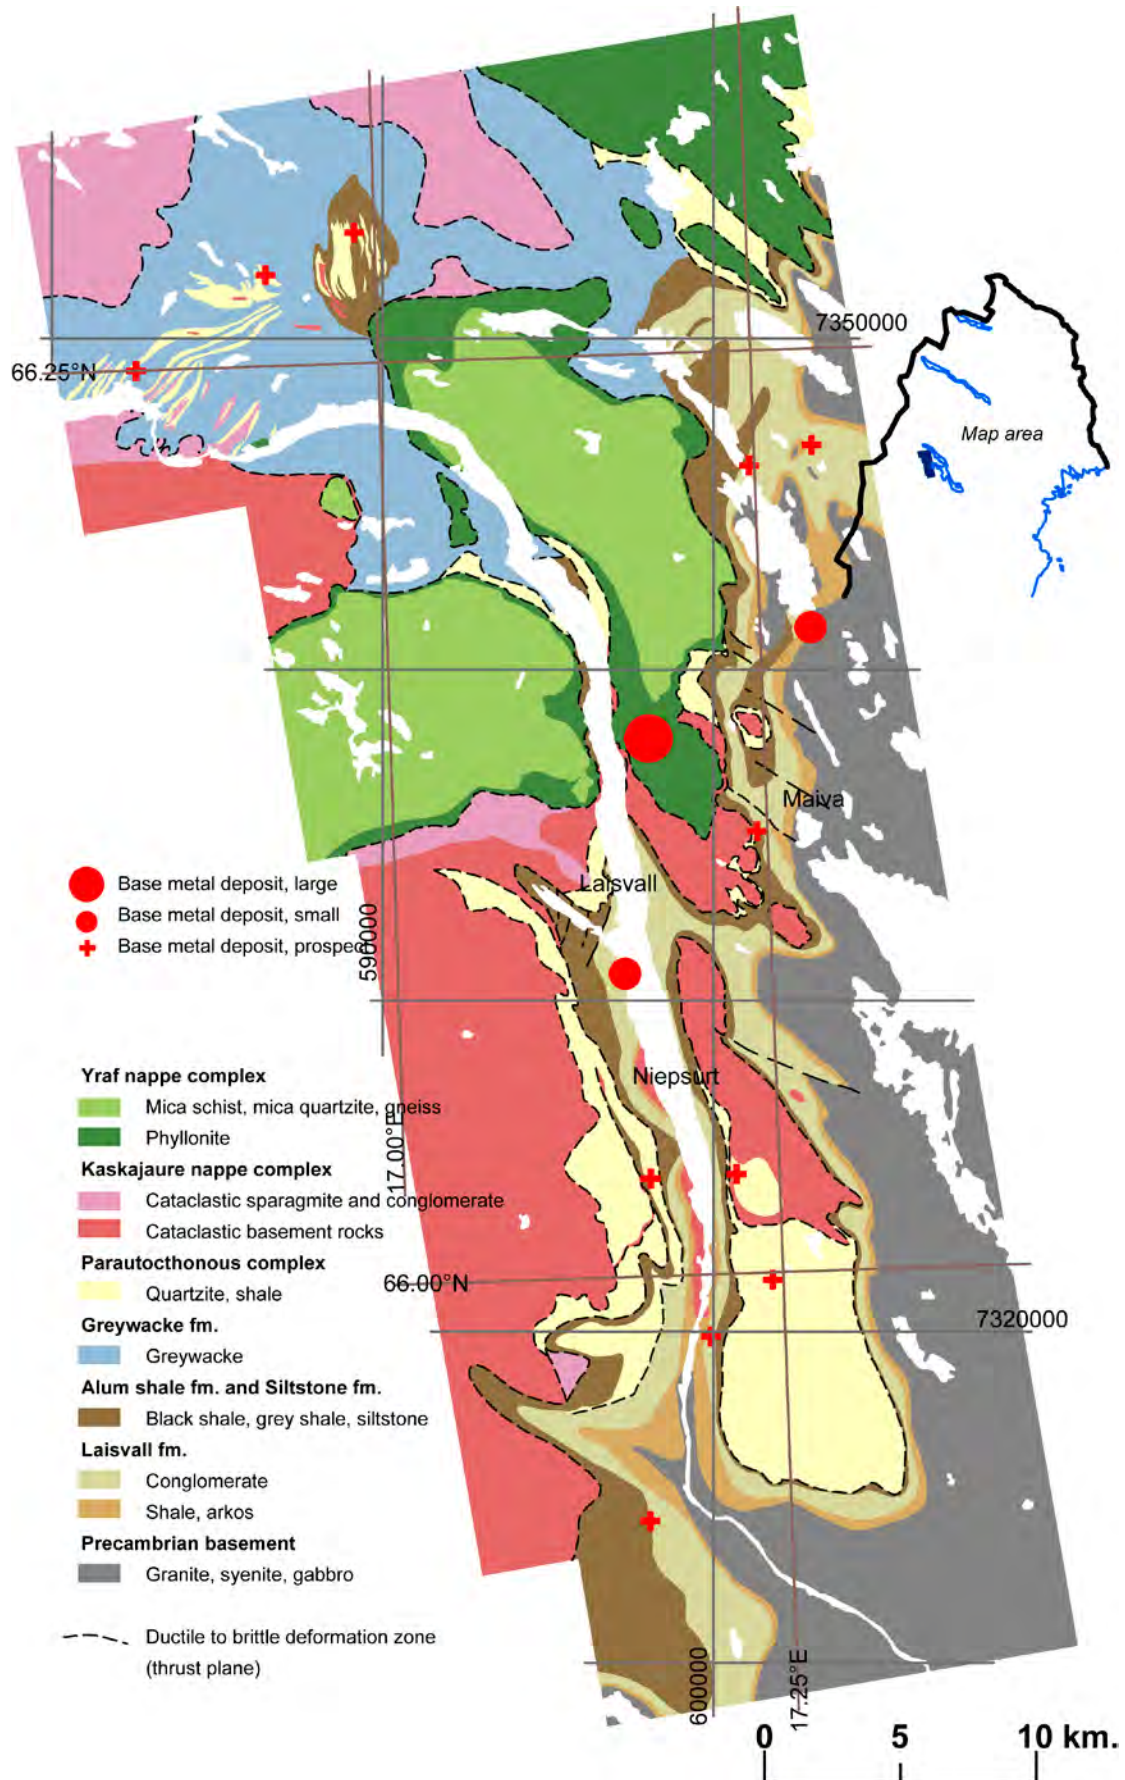 7350000
66.25°N
Map area
Maiva
Base metal deposit, large
Laisvall
Base metal deposit, small
Base metal deposit, prospec
590000
Niepsurt
Yraf nappe complex
Mica schist, mica quartzite, gneiss
Phyllonite
17.00°E
Kaskajaure nappe complex
Cataclastic sparagmite and conglomerate
Cataclastic basement rocks
Parautocthonous complex
66.00°N
Quartzite, shale
Greywacke fm.
7320000
Greywacke
Alum shale fm. and Siltstone fm.
Black shale, grey shale, siltstone
Laisvall fm.
Conglomerate
Shale, arkos
Precambrian basement
Granite, syenite, gabbro
Ductile to brittle deformation zone
(thrust plane)
600000
17.25°E
0 5 10 km.